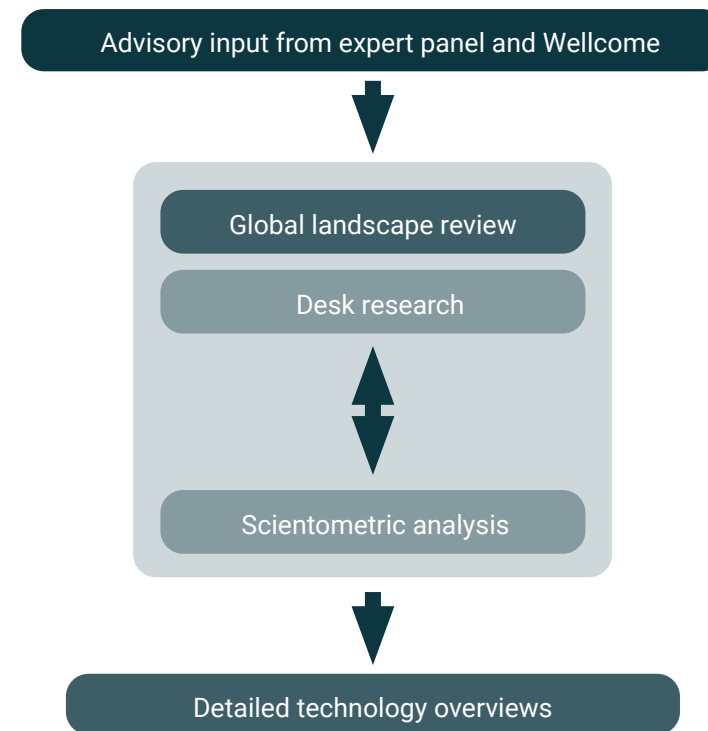 Advisory input from expert panel and Wellcome
Global landscape review
Desk research
Scientometric analysis
Detailed technology overviews